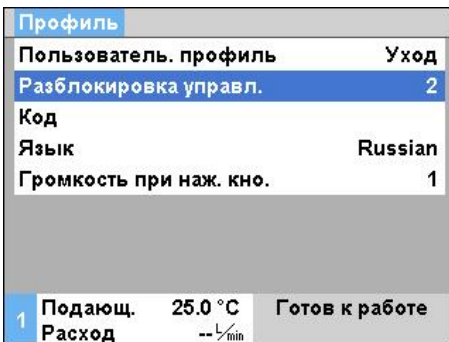 Профиль
Пользователь. профиль Уход
Разблокировка управл. 2
Код
Язык Russian
Громкость при наж. кно. 1
1 Подающ. 25.0 °C Готов к работе
Расход -- L/min